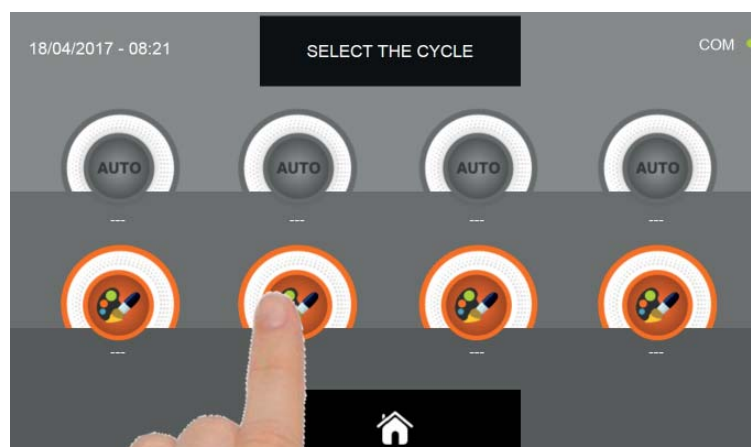 18/04/2017 - 08:21
SELECT THE CYCLE
COM
AUTO AUTO AUTO AUTO
--- --- --- ---
--- --- --- ---